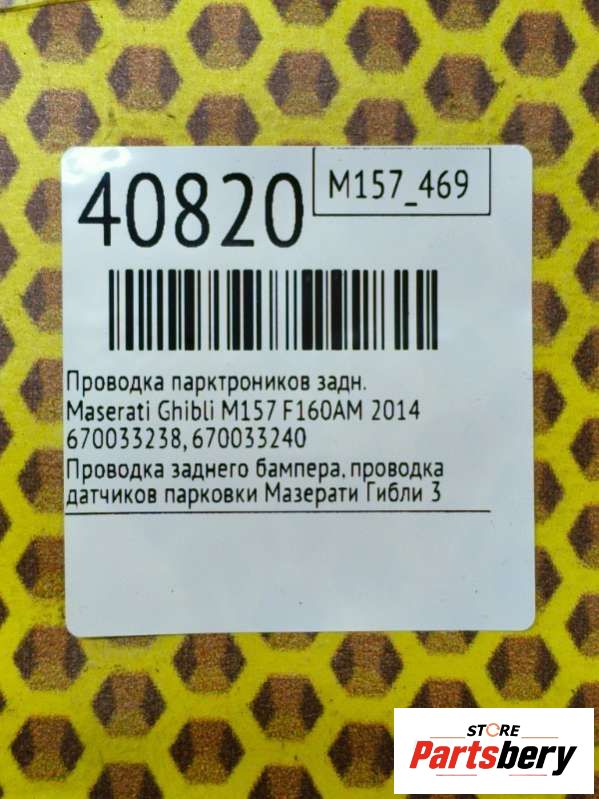 40820
M157_469
Проводка парктроников задн.
Maserati Ghibli M157 F160AM 2014
670033238, 670033240
Проводка заднего бампера, проводка
датчиков парковки Мазерати Гибли 3
STORE
Partsbery